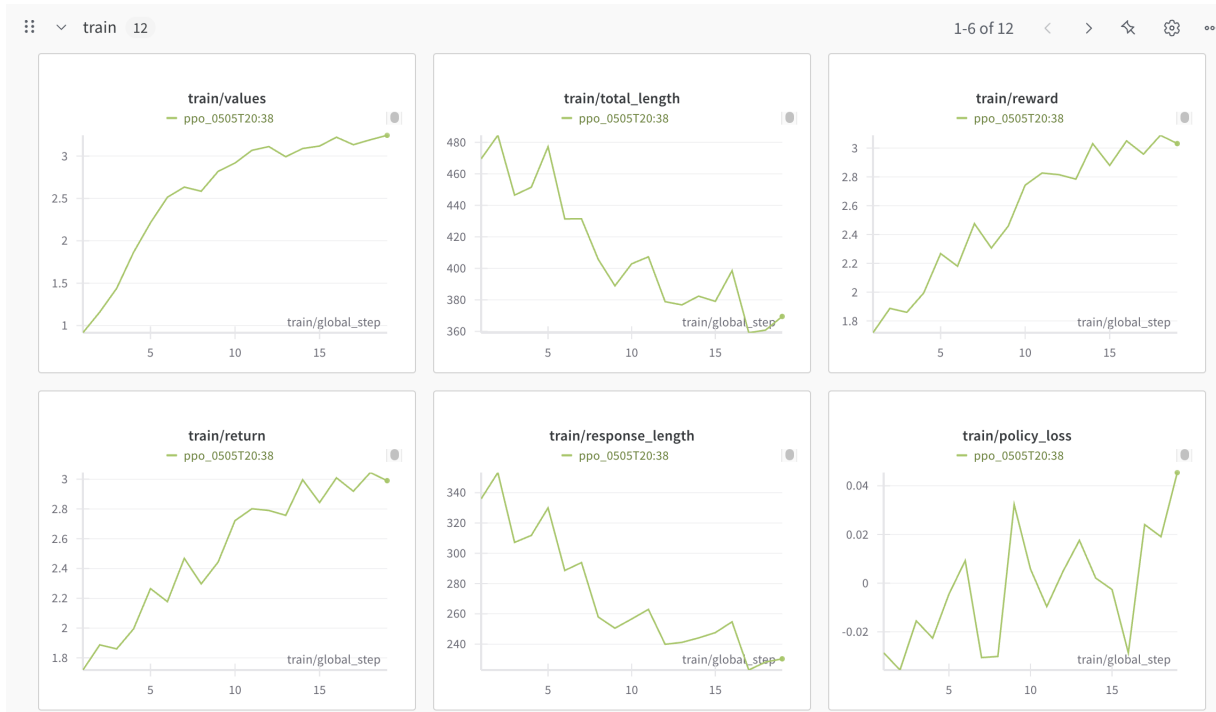 train 12
1-6 of 12
train/values
ppo_0505T20:38
3
2.5
2
1.5
1
train/global_step
5 10 15
train/total_length
ppo_0505T20:38
480
460
440
420
400
380
360
train/global_step
5 10 15
train/reward
ppo_0505T20:38
3
2.8
2.6
2.4
2.2
2
1.8
train/global_step
5 10 15
train/return
ppo_0505T20:38
3
2.8
2.6
2.4
2.2
2
1.8
train/global_step
5 10 15
train/response_length
ppo_0505T20:38
340
320
300
280
260
240
train/global_step
5 10 15
train/policy_loss
ppo_0505T20:38
0.04
0.02
0
-0.02
train/global_step
5 10 15